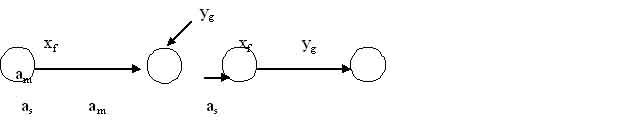 y_g
x_f x_f y_g
a_m
a_s a_m a_s